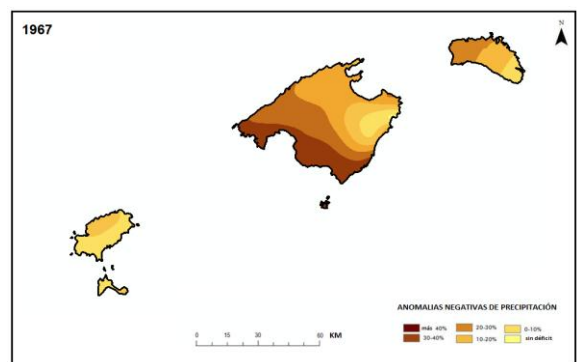 1967
N
ANOMALIAS NEGATIVAS DE PRECIPITACIÓN
más 40% 20-30% 0-10%
30-40% 10-20% sin déficit
0 15 30 60 KM